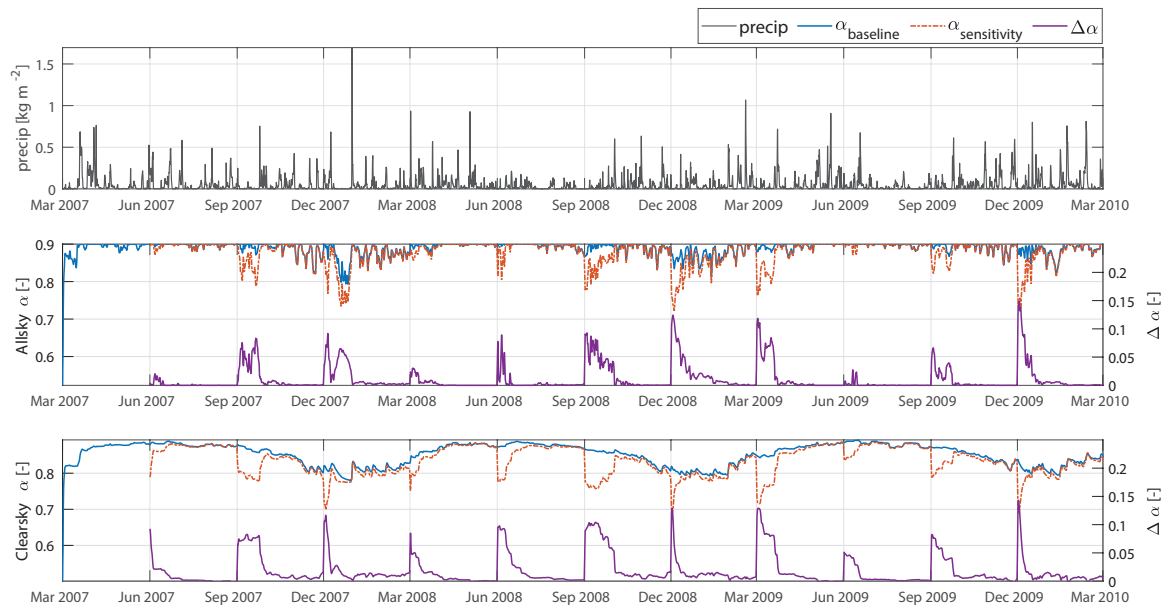 precip α baseline α sensitivity Δ α
precip [kg m -2]
1.5
1
0.5
0
Mar 2007 Jun 2007 Sep 2007 Dec 2007 Mar 2008 Jun 2008 Sep 2008 Dec 2008 Mar 2009 Jun 2009 Sep 2009 Dec 2009 Mar 2010
Allsky α [-]
0.9
0.8
0.7
0.6
0.2
0.15
0.1
0.05
0
Δ α [-]
Mar 2007 Jun 2007 Sep 2007 Dec 2007 Mar 2008 Jun 2008 Sep 2008 Dec 2008 Mar 2009 Jun 2009 Sep 2009 Dec 2009 Mar 2010
Clearsky α [-]
0.8
0.7
0.6
0.2
0.15
0.1
0.05
0
Δ α [-]
Mar 2007 Jun 2007 Sep 2007 Dec 2007 Mar 2008 Jun 2008 Sep 2008 Dec 2008 Mar 2009 Jun 2009 Sep 2009 Dec 2009 Mar 2010